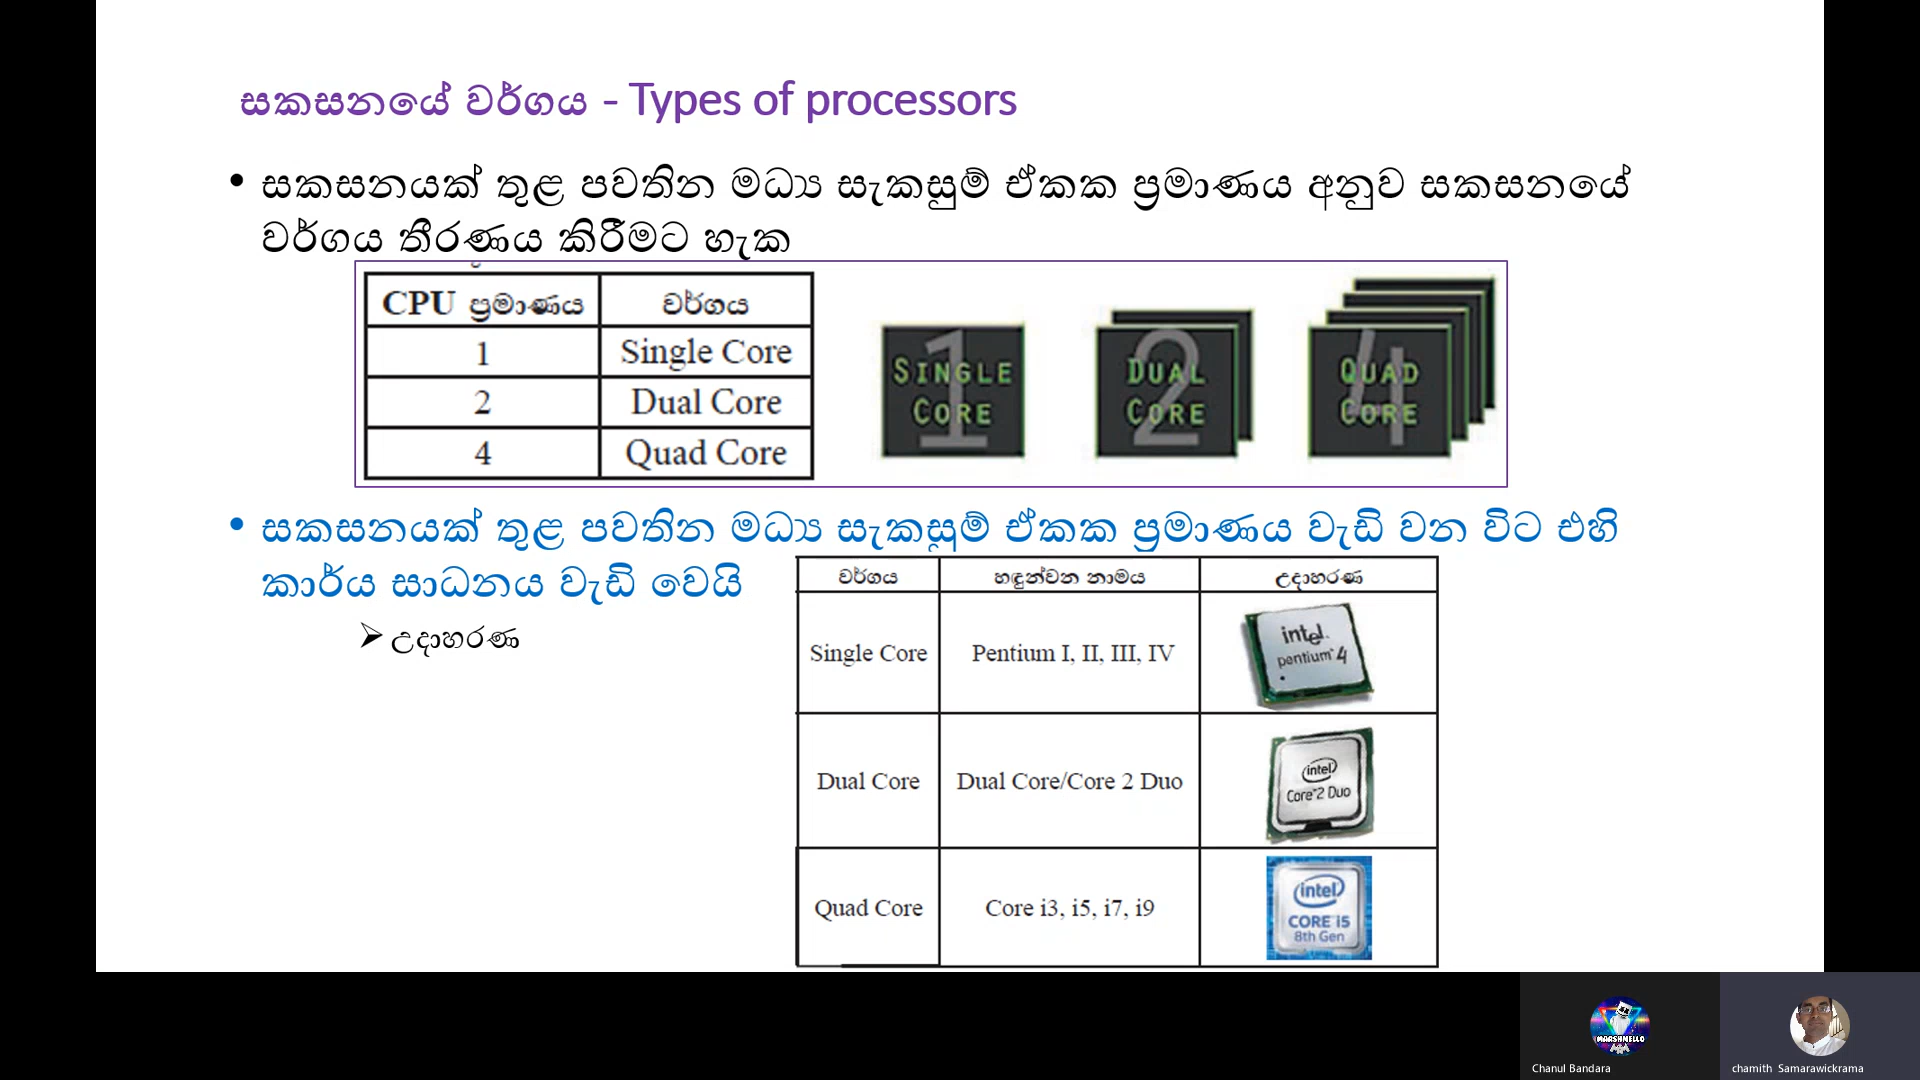 සකසනයේ වර්ගය - Types of processors
• සකසනයක් තුළ පවතින මධ්‍ය සැකසුම් ඒකක ප්‍රමාණය අනුව සකසනයේ
වර්ගය තීරණය කිරීමට හැක
CPU ප්‍රමාණය වර්ගය
1 Single Core
2 Dual Core
4 Quad Core
1 SINGLE CORE
2 DUAL CORE
4 QUAD CORE
• සකසනයක් තුළ පවතින මධ්‍ය සැකසුම් ඒකක ප්‍රමාණය වැඩි වන විට එහි
කාර්ය සාධනය වැඩි වෙයි
➢ උදාහරණ
වර්ගය හඳුන්වන නාමය උදාහරණ
Single Core Pentium I, II, III, IV
intel
pentium 4
Dual Core Dual Core/Core 2 Duo
intel
Core 2 Duo
Quad Core Core i3, i5, i7, i9
intel
CORE i5
8th Gen
MARSHMELLO
Chanul Bandara
chamith Samarawickrama